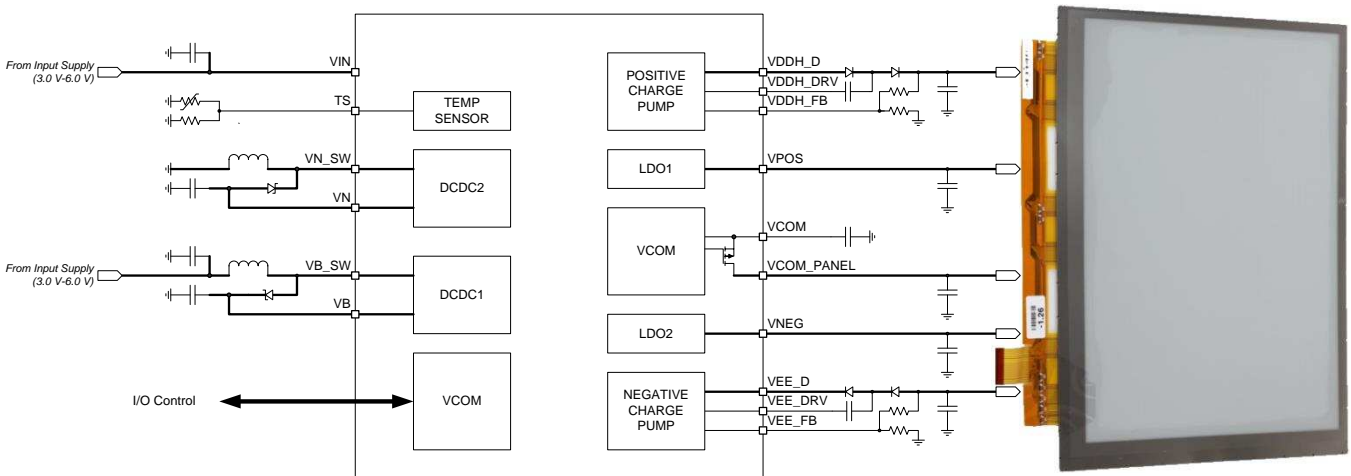 From Input Supply
(3.0 V-6.0 V)
VIN
TS
TEMP
SENSOR
VN_SW
VN
DCDC2
From Input Supply
(3.0 V-6.0 V)
VB_SW
VB
DCDC1
I/O Control
VCOM
POSITIVE
CHARGE
PUMP
VDDH_D
VDDH_DRV
VDDH_FB
LDO1
VPOS
VCOM
VCOM
VCOM_PANEL
LDO2
VNEG
NEGATIVE
CHARGE
PUMP
VEE_D
VEE_DRV
VEE_FB
-1.26